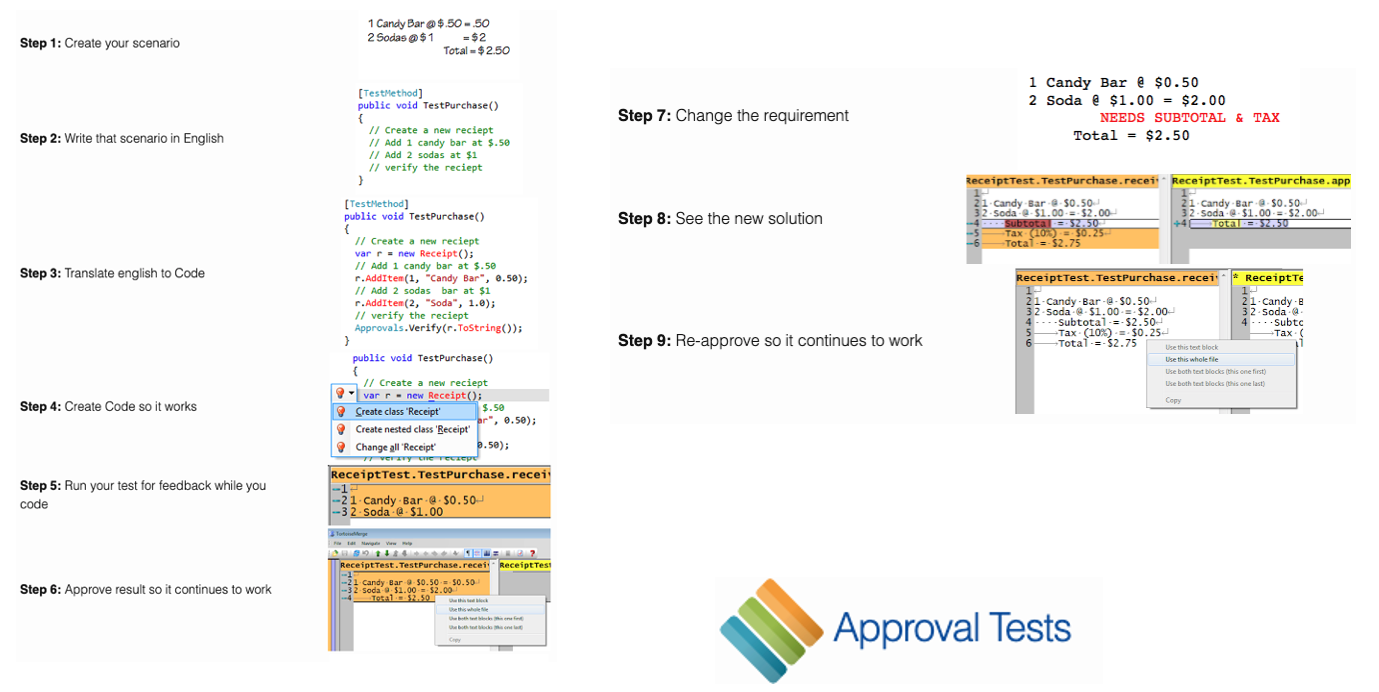 Step 1: Create your scenario
1 Candy Bar @ $.50 = .50
2 Sodas @ $1 = $2
Total = $2.50
Step 2: Write that scenario in English
[TestMethod]
public void TestPurchase()
{
// Create a new reciept
// Add 1 candy bar at $.50
// Add 2 sodas at $1
// verify the reciept
}
Step 3: Translate english to Code
[TestMethod]
public void TestPurchase()
{
// Create a new reciept
var r = new Receipt();
// Add 1 candy bar at $.50
r.AddItem(1, "Candy Bar", 0.50);
// Add 2 sodas  bar at $1
r.AddItem(2, "Soda", 1.0);
// verify the reciept
Approvals.Verify(r.ToString());
}
Step 4: Create Code so it works
public void TestPurchase()
{
// Create a new reciept
var r = new Receipt();
$.50
Create class 'Receipt'
ar", 0.50);
Create nested class 'Receipt'
Change all 'Receipt'
0.50);
// verify the reciept
Step 5: Run your test for feedback while you
code
ReceiptTest.TestPurchase.recei
1
2 1 Candy Bar @ $0.50
3 2 Soda @ $1.00
Step 6: Approve result so it continues to work
TortoiseMerge
File Edit Navigate View Help
ReceiptTest.TestPurchase.recei
ReceiptTest
1
2 1 Candy Bar @ $0.50 = $0.50
3 2 Soda @ $1.00 = $2.00
4 Total = $2.50
Use this text block
Use this whole file
Use both text blocks (this one first)
Use both text blocks (this one last)
Copy
Step 7: Change the requirement
1 Candy Bar @ $0.50
2 Soda @ $1.00 = $2.00
NEEDS SUBTOTAL & TAX
Total = $2.50
Step 8: See the new solution
ReceiptTest.TestPurchase.recei
1
2 1 Candy Bar @ $0.50
3 2 Soda @ $1.00 = $2.00
4 Subtotal = $2.50
5 Tax (10%) = $0.25
6 Total = $2.75
ReceiptTest.TestPurchase.app
1
2 1 Candy Bar @ $0.50
3 2 Soda @ $1.00 = $2.00
4 Total = $2.50
Step 9: Re-approve so it continues to work
ReceiptTest.TestPurchase.recei
1
2 1 Candy Bar @ $0.50
3 2 Soda @ $1.00 = $2.00
4 Subtotal = $2.50
5 Tax (10%) = $0.25
6 Total = $2.75
* ReceiptTe
1
2 1 Candy B
3 2 Soda @
4 Subtc
Tax (
Use this text block
Use this whole file
Use both text blocks (this one first)
Use both text blocks (this one last)
Copy
Approval Tests